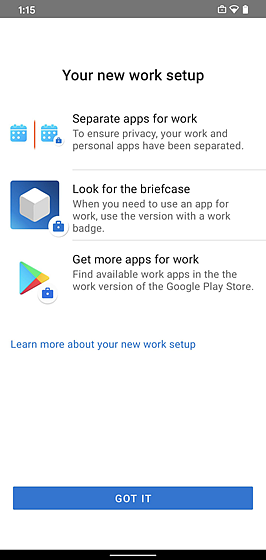 1:15
Your new work setup
Separate apps for work
To ensure privacy, your work and
personal apps have been separated.
Look for the briefcase
When you need to use an app for
work, use the version with a work
badge.
Get more apps for work
Find available work apps in the the
work version of the Google Play Store.
Learn more about your new work setup
GOT IT